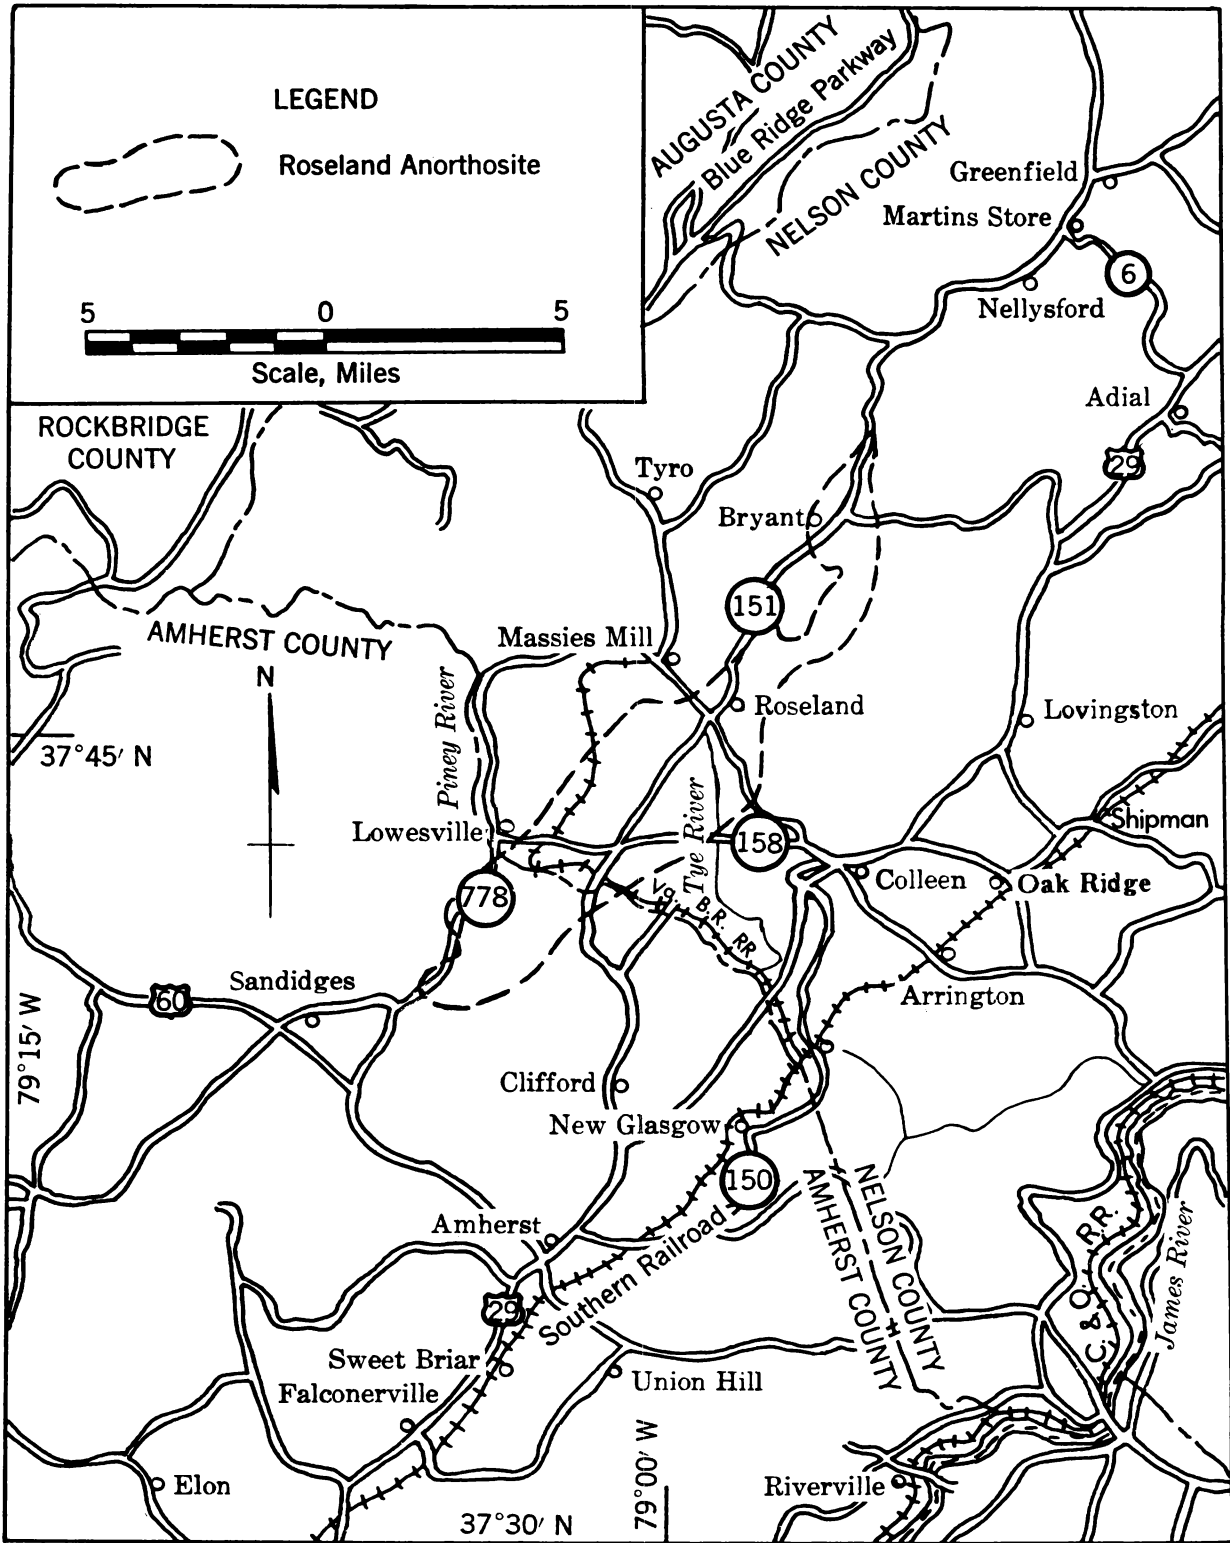 LEGEND
Roseland Anorthosite
5 0 5
Scale, Miles
AUGUSTA COUNTY
Blue Ridge Parkway
NELSON COUNTY
Greenfield
Martins Store
6
Nellysford
Adial
29
ROCKBRIDGE
COUNTY
Tyro
Bryant
151
AMHERST COUNTY
Massies Mill
N
Piney River
Roseland
Lovingston
37°45' N
Tye River
Shipman
Lowesville
158
778
Colleen
Oak Ridge
Va. B.R. RR
Sandidges
60
Arrington
79°15' W
Clifford
New Glasgow
150
NELSON COUNTY
AMHERST COUNTY
Amherst
Southern Railroad
29
C. & O. R.R.
James River
Sweet Briar
Falconerville
Union Hill
Elon
Riverville
79°00' W
37°30' N